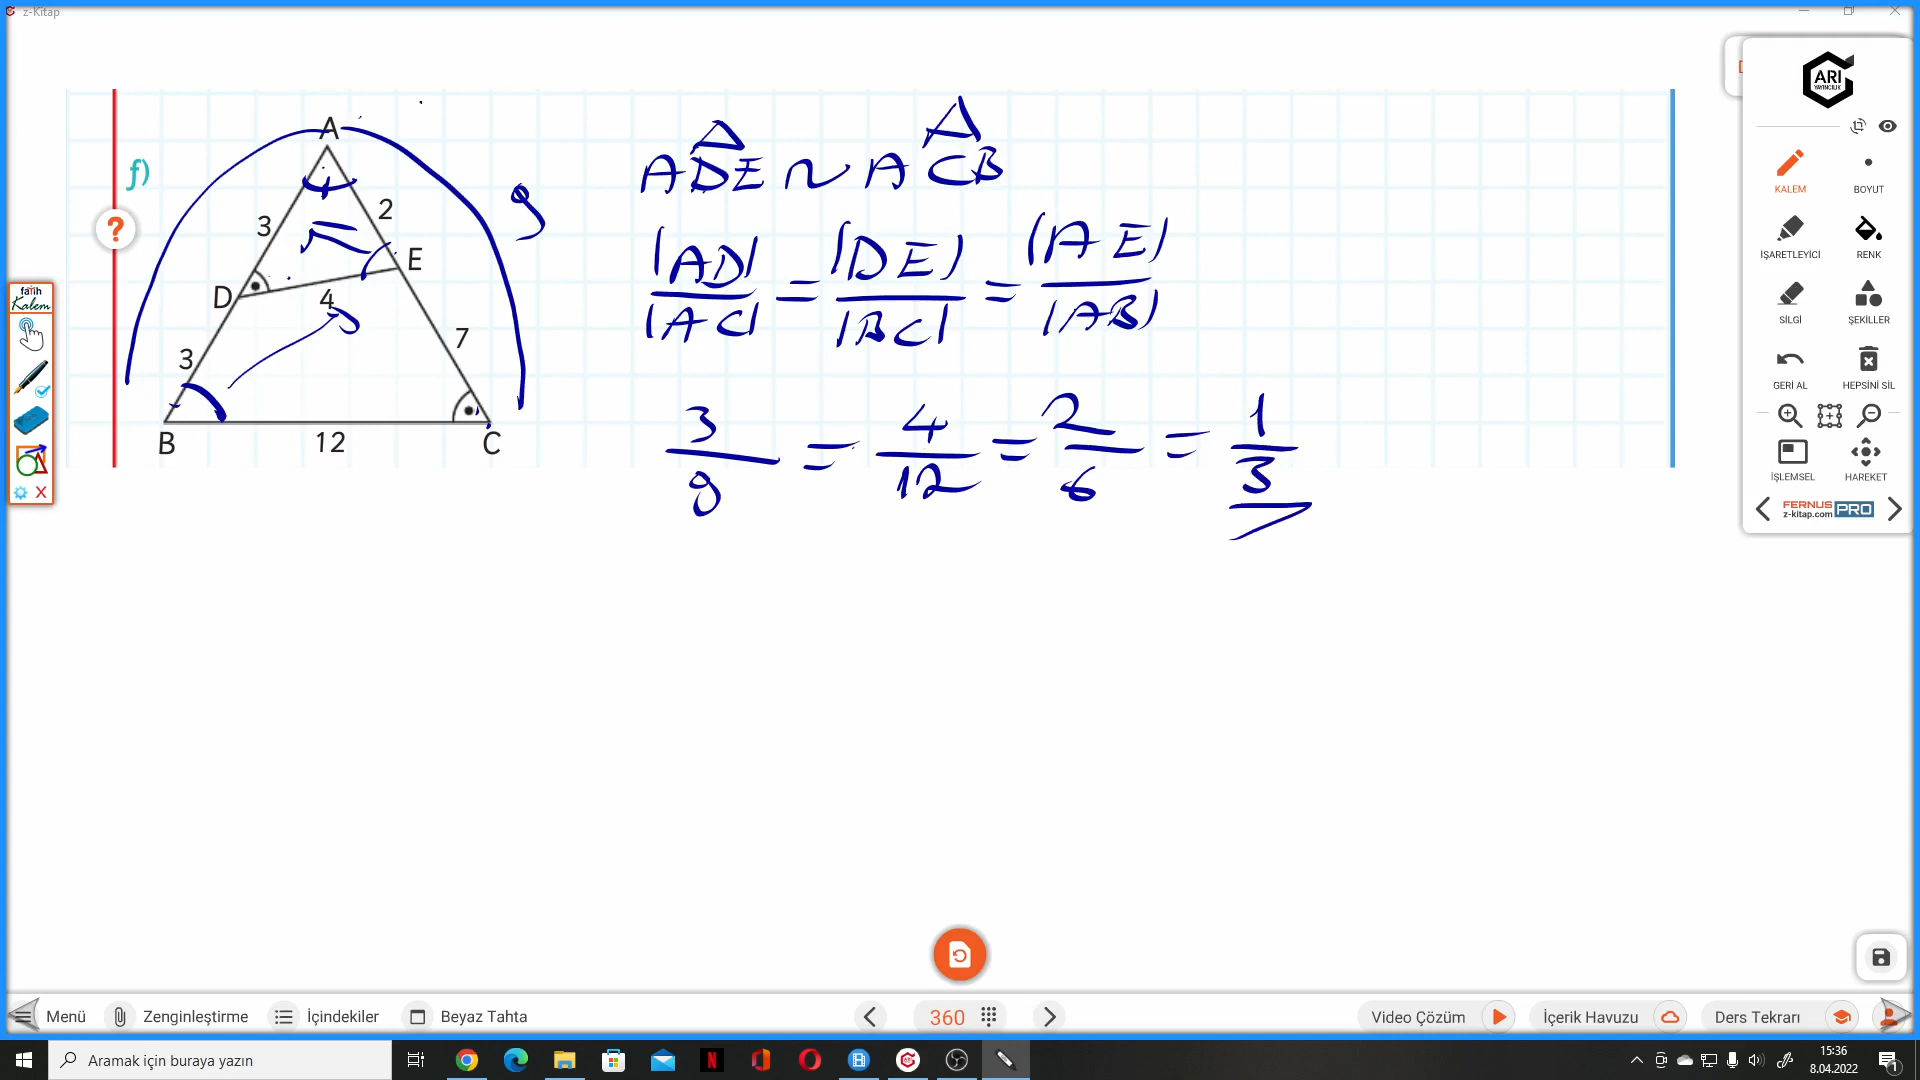 z-Kitap
f)
A
3
2
E
D
4
3
7
B
12
C
9
ADE ~ ACB
|AD| / |AC| = |DE| / |BC| = |AE| / |AB|
3/9 = 4/12 = 2/6 = 1/3
fatih
Kalem
ARI
YAYINCILIK
KALEM
BOYUT
İŞARETLEYİCİ
RENK
SİLGİ
ŞEKİLLER
GERİ AL
HEPSİNİ SİL
İŞLEMSEL
HAREKET
FERNUS
z-kitap.com PRO
Menü
Zenginleştirme
İçindekiler
Beyaz Tahta
360
Video Çözüm
İçerik Havuzu
Ders Tekrarı
Aramak için buraya yazın
15:36
8.04.2022
1